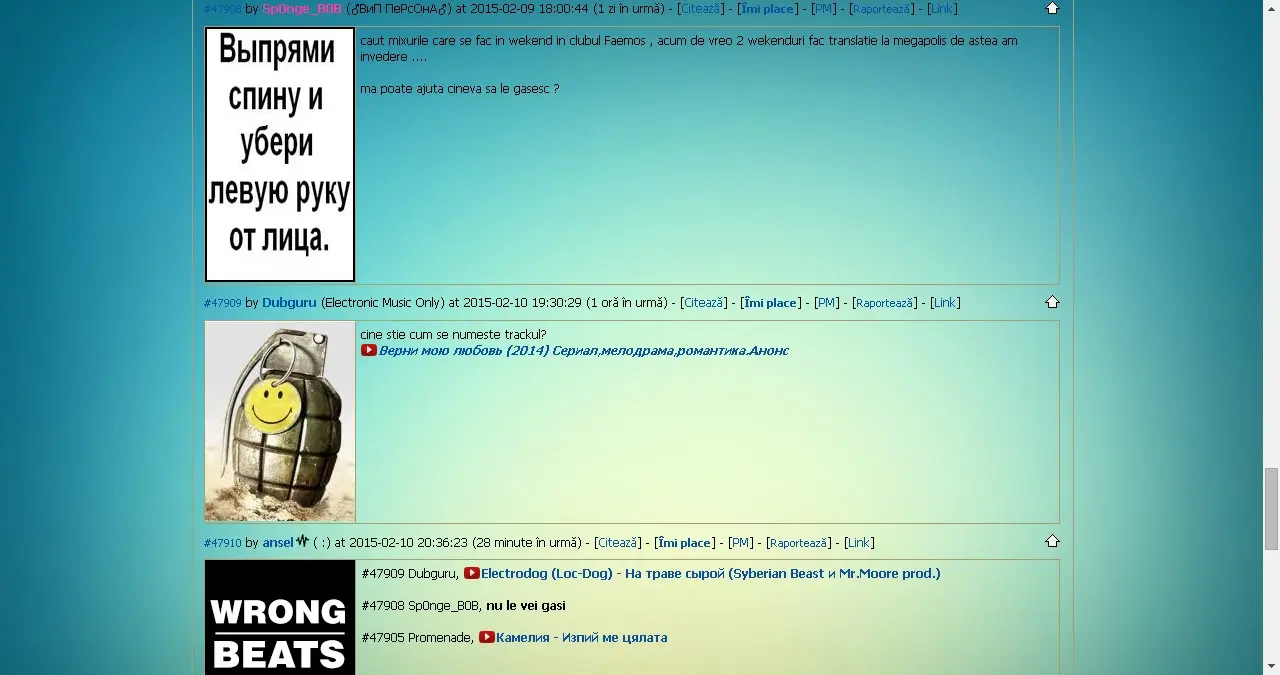 #47908 by Sp0nge_B0B (♂ВиП ПеРсОнА♂) at 2015-02-09 18:00:44 (1 zi în urmă) - [Citează] - [Îmi place] - [PM] - [Raportează] - [Link]
Выпрями
спину и
убери
левую руку
от лица.
caut mixurile care se fac in wekend in clubul Faemos , acum de vreo 2 wekenduri fac translatie la megapolis de astea am
invedere ....
ma poate ajuta cineva sa le gasesc ?
#47909 by Dubguru (Electronic Music Only) at 2015-02-10 19:30:29 (1 oră în urmă) - [Citează] - [Îmi place] - [PM] - [Raportează] - [Link]
cine stie cum se numeste trackul?
Верни мою любовь (2014) Сериал,мелодрама,романтика.Анонс
#47910 by ansel ( :) at 2015-02-10 20:36:23 (28 minute în urmă) - [Citează] - [Îmi place] - [PM] - [Raportează] - [Link]
WRONG
BEATS
#47909 Dubguru, Electrodog (Loc-Dog) - На траве сырой (Syberian Beast и Mr.Moore prod.)
#47908 Sp0nge_B0B, nu le vei gasi
#47905 Promenade, Камелия - Изпий ме цялата